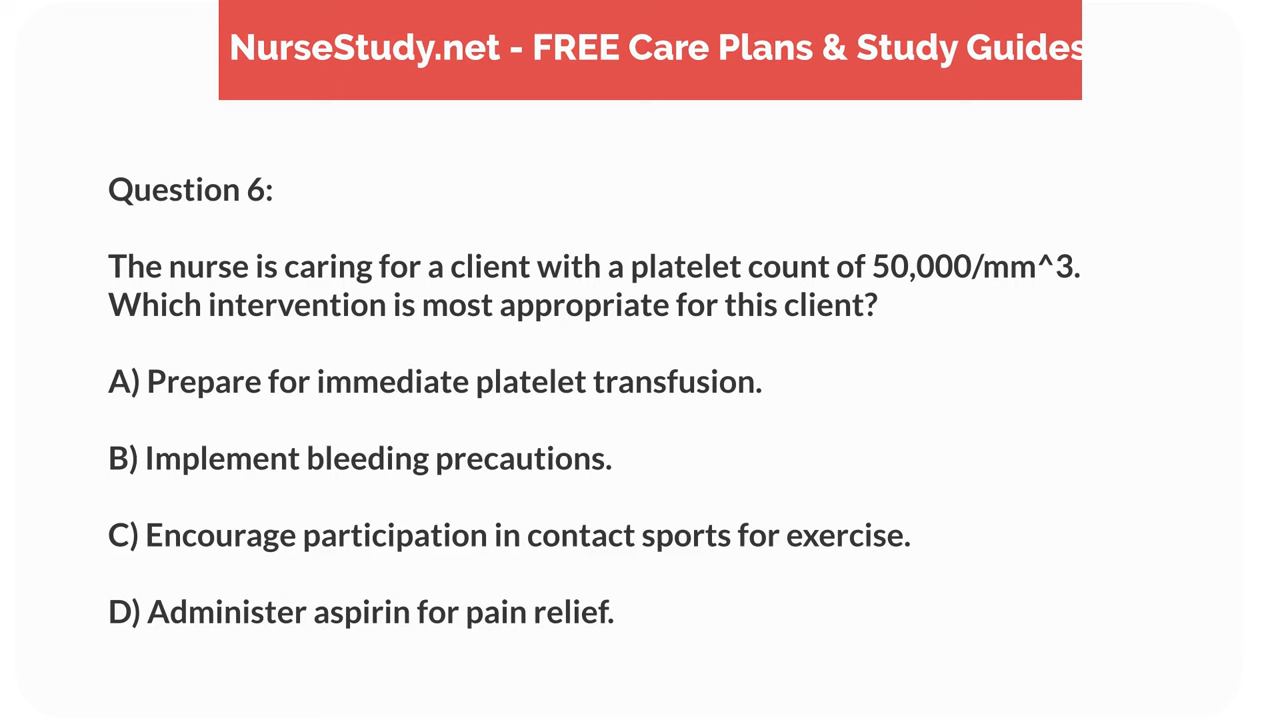 NurseStudy.net - FREE Care Plans & Study Guides
Question 6:
The nurse is caring for a client with a platelet count of 50,000/mm^3.
Which intervention is most appropriate for this client?
A) Prepare for immediate platelet transfusion.
B) Implement bleeding precautions.
C) Encourage participation in contact sports for exercise.
D) Administer aspirin for pain relief.